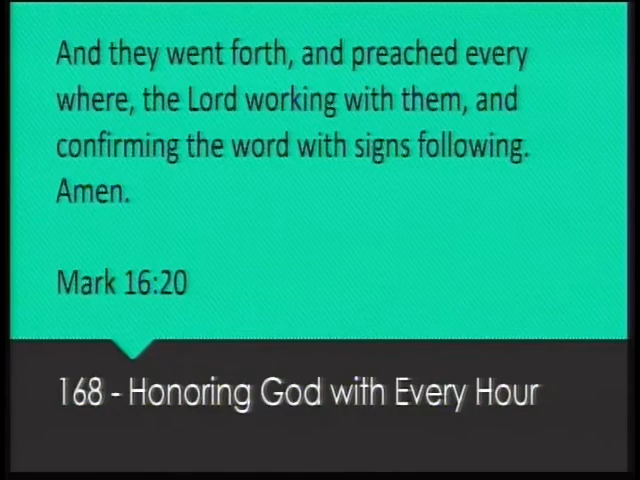 And they went forth, and preached every
where, the Lord working with them, and
confirming the word with signs following.
Amen.
Mark 16:20
168 - Honoring God with Every Hour